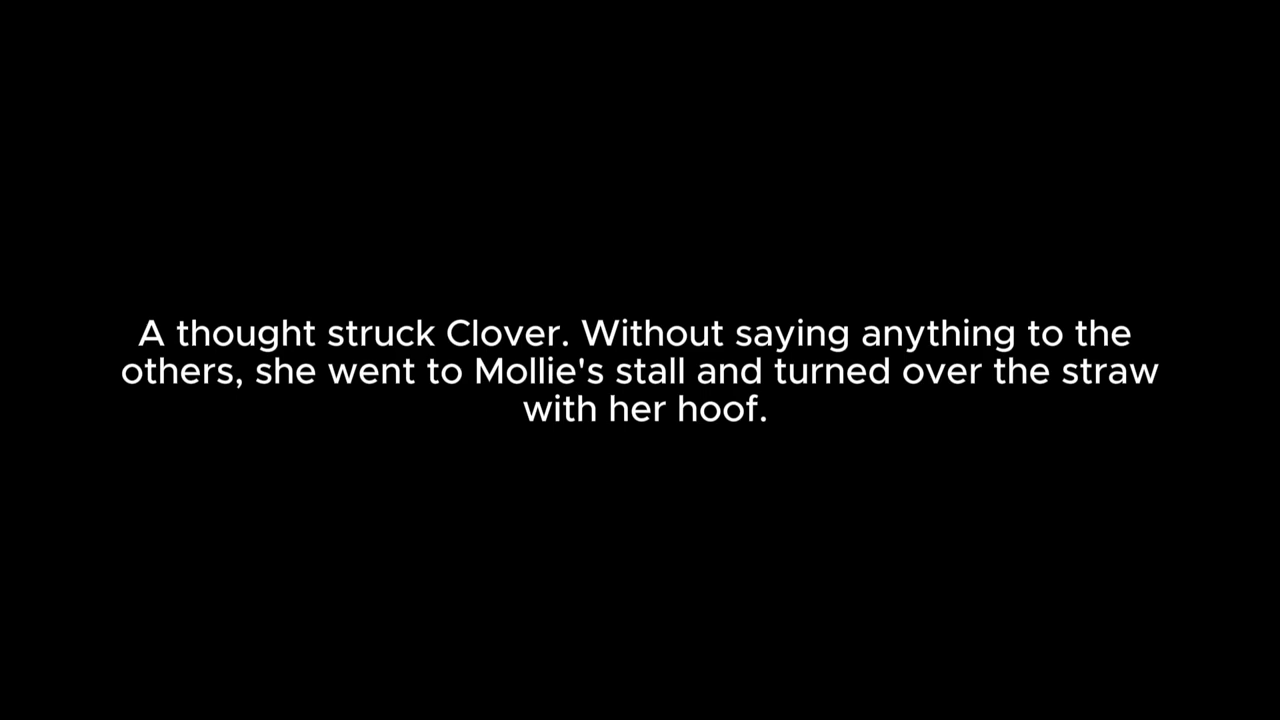 A thought struck Clover. Without saying anything to the
others, she went to Mollie's stall and turned over the straw
with her hoof.